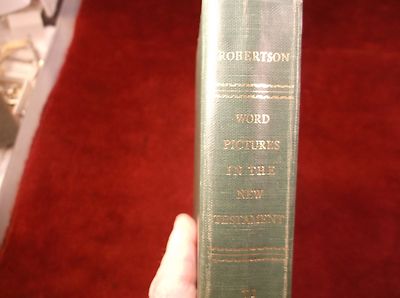 ROBERTSON
WORD
PICTURES
IN THE
NEW
TESTAMENT